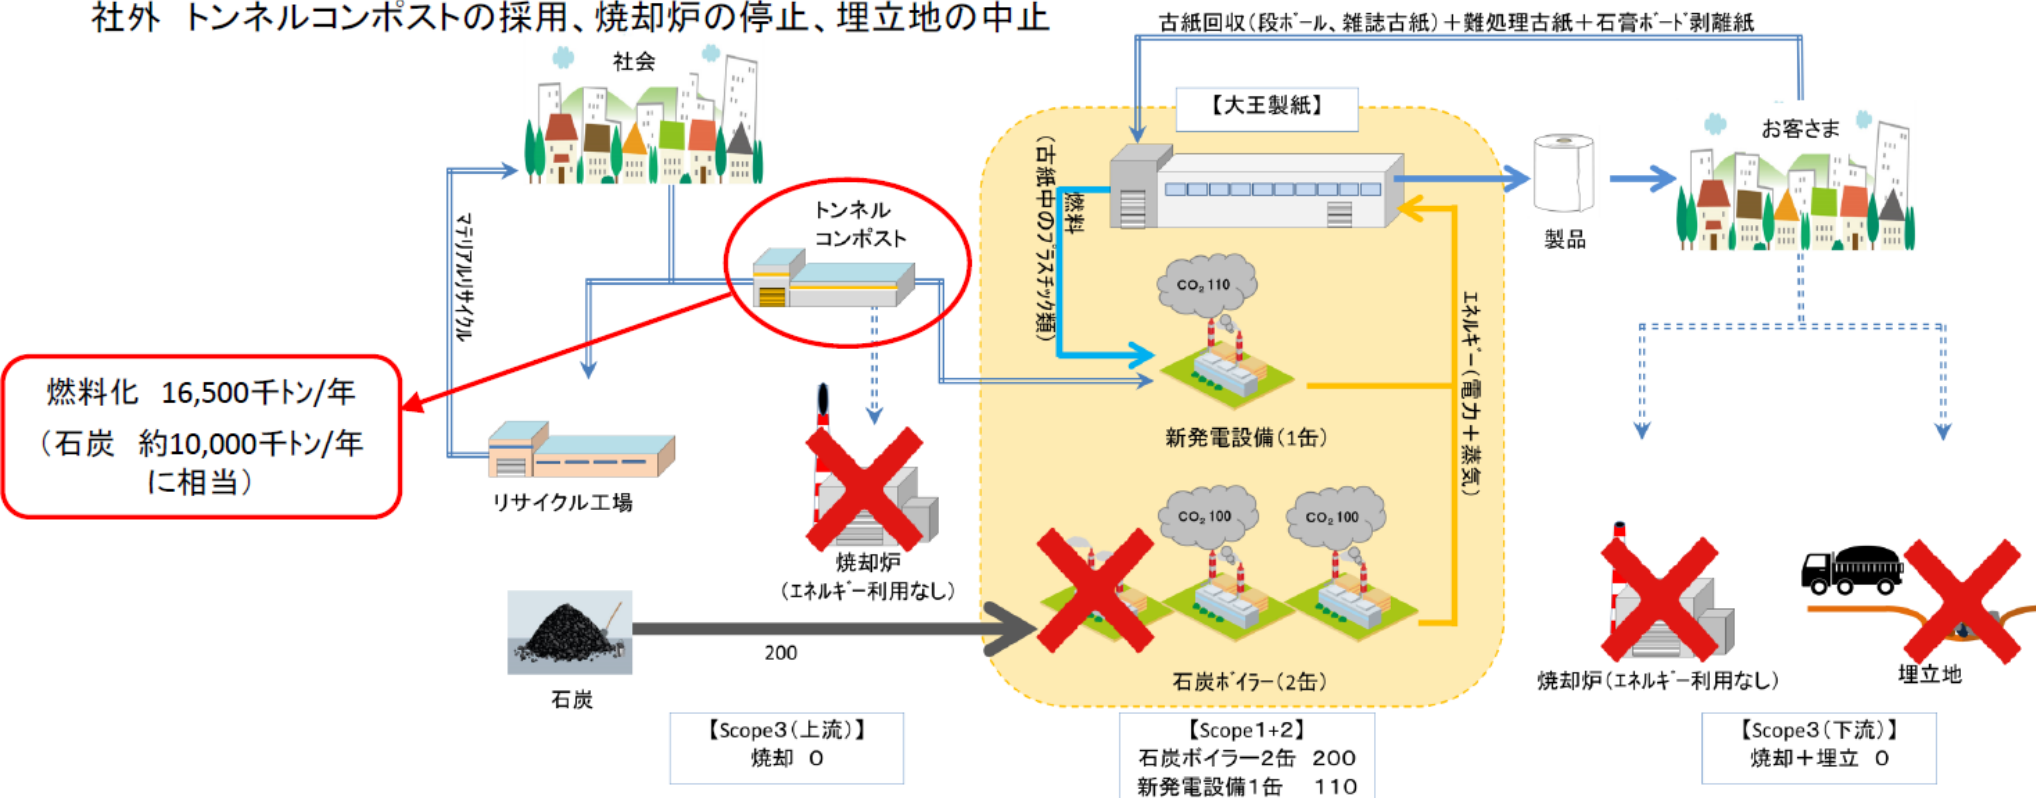 社外 トンネルコンポストの採用、焼却炉の停止、埋立地の中止
古紙回収(段ボール、雑誌古紙)+難処理古紙+石膏ボード剥離紙
社会
【大王製紙】
お客さま
トンネル
コンポスト
マテリアルリサイクル
燃料
(古紙中のプラスチック類)
製品
CO₂ 110
エネルギー(電力+蒸気)
燃料化 16,500千トン/年
(石炭 約10,000千トン/年
に相当)
新発電設備(1缶)
リサイクル工場
CO₂ 100
CO₂ 100
焼却炉
(エネルギー利用なし)
200
石炭
石炭ボイラー(2缶)
焼却炉(エネルギー利用なし)
埋立地
【Scope3(上流)】
焼却 0
【Scope1+2】
石炭ボイラー2缶 200
新発電設備1缶 110
【Scope3(下流)】
焼却+埋立 0